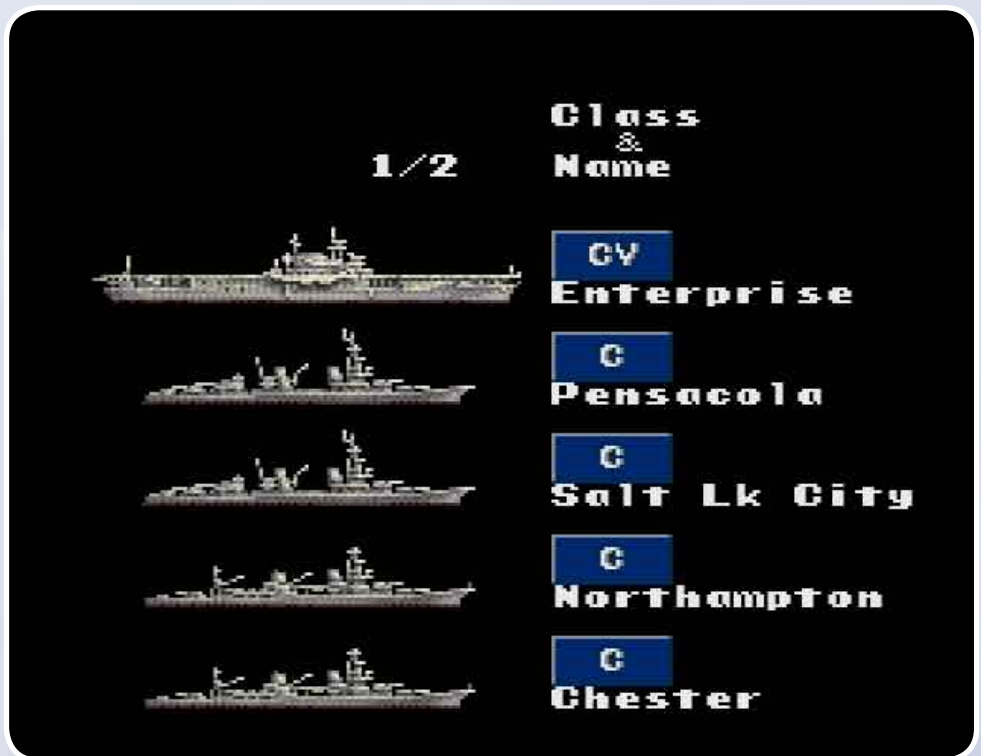 Class
&
1/2 Name
CV
Enterprise
C
Pensacola
C
Salt Lk City
C
Northampton
C
Chester